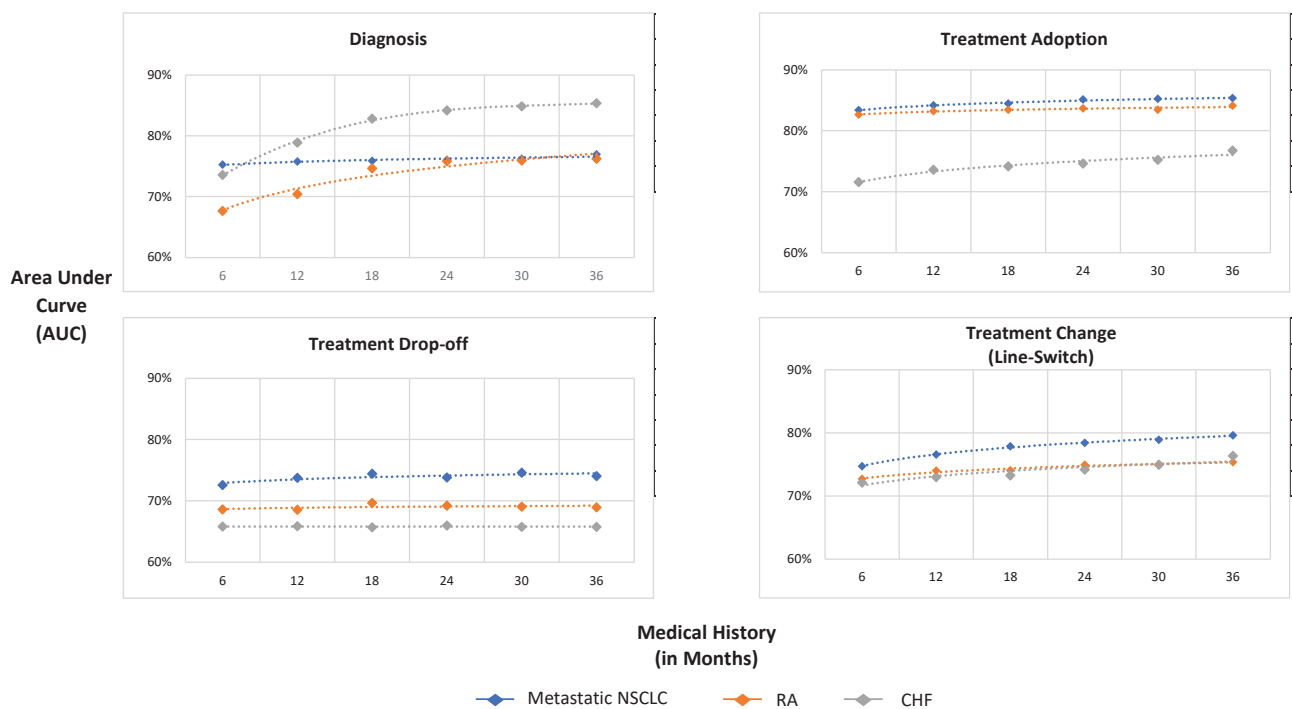 Diagnosis
90%
80%
70%
60%
6 12 18 24 30 36
Treatment Adoption
90%
80%
70%
60%
6 12 18 24 30 36
Area Under
Curve
(AUC)
Treatment Drop-off
90%
80%
70%
60%
6 12 18 24 30 36
Treatment Change
(Line-Switch)
90%
80%
70%
60%
6 12 18 24 30 36
Medical History
(in Months)
Metastatic NSCLC RA CHF